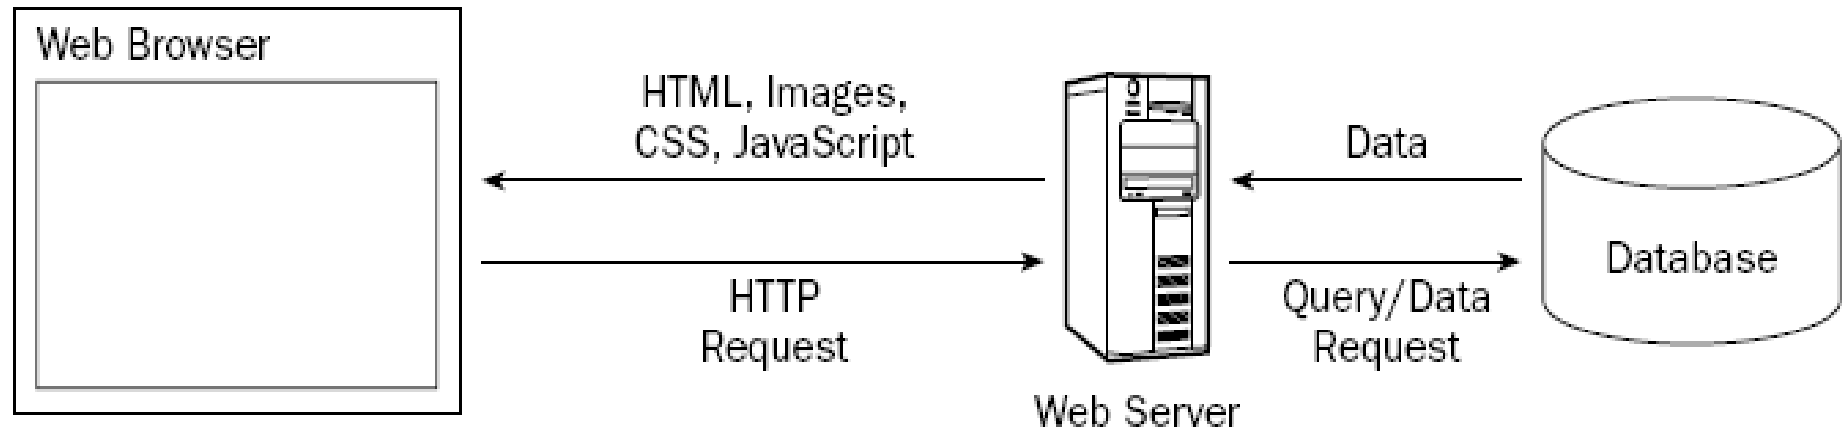 Web Browser
HTML, Images,
CSS, JavaScript
HTTP
Request
Web Server
Data
Query/Data
Request
Database